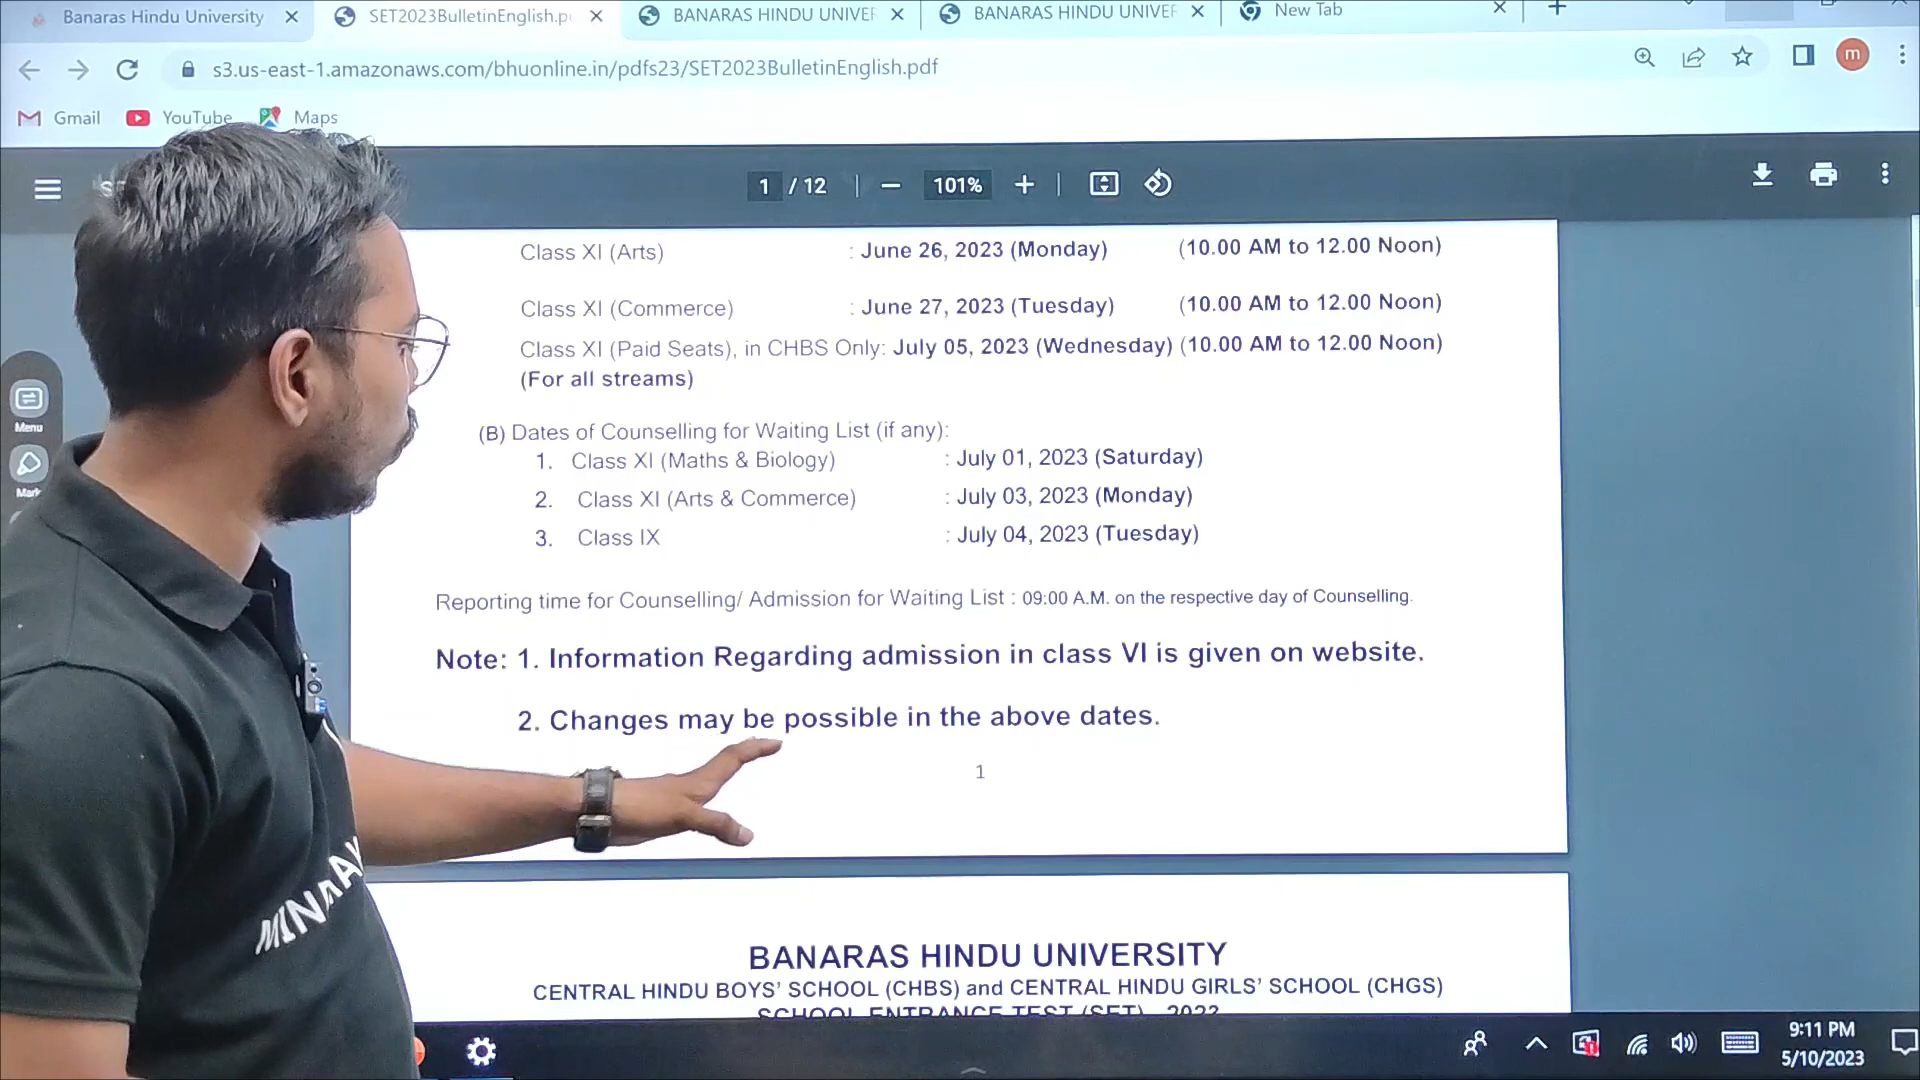 Banaras Hindu University
SET2023BulletinEnglish.p
BANARAS HINDU UNIVER
BANARAS HINDU UNIVER
New Tab
s3.us-east-1.amazonaws.com/bhuonline.in/pdfs23/SET2023BulletinEnglish.pdf
m
Gmail YouTube Maps
1 / 12 101%
Class XI (Arts) : June 26, 2023 (Monday) (10.00 AM to 12.00 Noon)
Class XI (Commerce) : June 27, 2023 (Tuesday) (10.00 AM to 12.00 Noon)
Class XI (Paid Seats), in CHBS Only: July 05, 2023 (Wednesday) (10.00 AM to 12.00 Noon)
(For all streams)
Menu
(B) Dates of Counselling for Waiting List (if any):
1. Class XI (Maths & Biology) : July 01, 2023 (Saturday)
2. Class XI (Arts & Commerce) : July 03, 2023 (Monday)
3. Class IX : July 04, 2023 (Tuesday)
Reporting time for Counselling/ Admission for Waiting List : 09:00 A.M. on the respective day of Counselling.
Note: 1. Information Regarding admission in class VI is given on website.
2. Changes may be possible in the above dates.
1
BANARAS HINDU UNIVERSITY
CENTRAL HINDU BOYS' SCHOOL (CHBS) and CENTRAL HINDU GIRLS' SCHOOL (CHGS)
SCHOOL ENTRANCE TEST (SET)
9:11 PM
5/10/2023